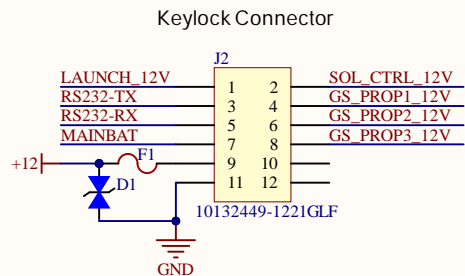 Keylock Connector
J2
LAUNCH_12V 1 2 SOL_CTRL_12V
RS232-TX 3 4 GS_PROP1_12V
RS232-RX 5 6 GS_PROP2_12V
MAINBAT 7 8 GS_PROP3_12V
+12 F1 9 10
D1 11 12
10132449-1221GLF
GND